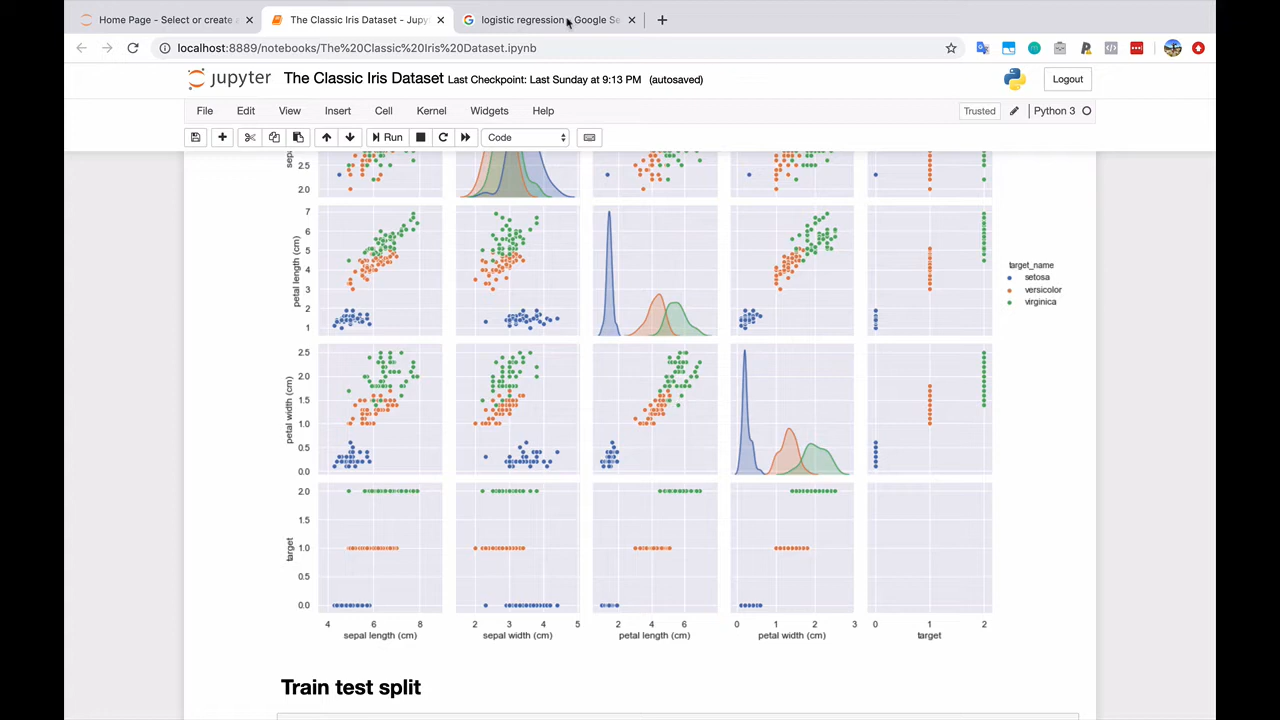 Home Page - Select or create a
The Classic Iris Dataset - Jupy
logistic regression - Google Se
localhost:8889/notebooks/The%20Classic%20Iris%20Dataset.ipynb
jupyter The Classic Iris Dataset Last Checkpoint: Last Sunday at 9:13 PM (autosaved) Logout
File Edit View Insert Cell Kernel Widgets Help Trusted Python 3
Run Code
2.5
2.0
7
6
5
4
3
2
1
petal length (cm)
target_name
setosa
versicolor
virginica
2.5
2.0
1.5
1.0
0.5
0.0
petal width (cm)
2.0
1.5
1.0
0.5
0.0
target
4 6 8 2 3 4 5 2 4 6 0 1 2 3 0 1 2
sepal length (cm) sepal width (cm) petal length (cm) petal width (cm) target
Train test split